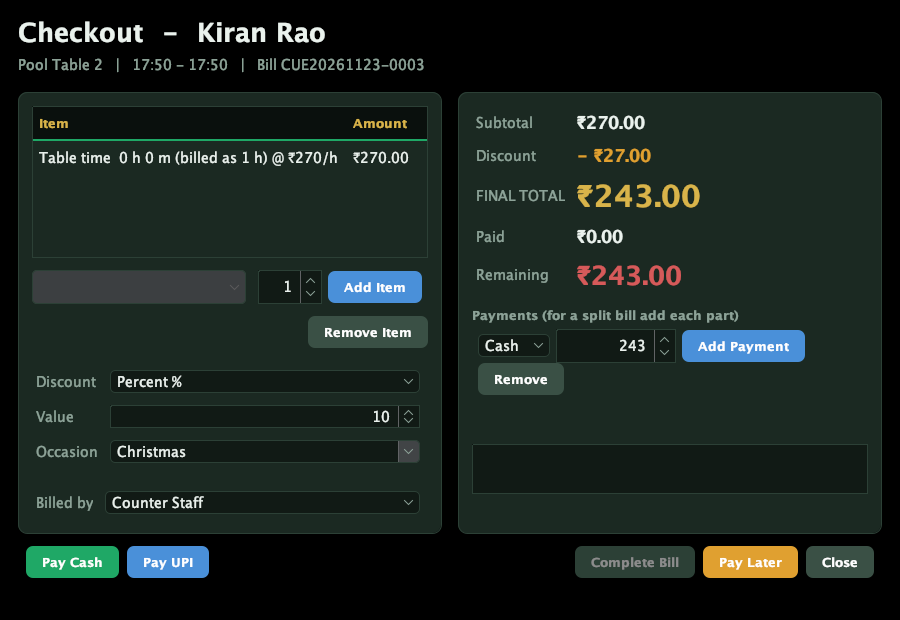 Checkout – Kiran Rao
Pool Table 2 | 17:50 – 17:50 | Bill CUE20261123-0003
Item Amount
Table time 0 h 0 m (billed as 1 h) @ ₹270/h ₹270.00
1 Add Item
Remove Item
Discount Percent %
Value 10
Occasion Christmas
Billed by Counter Staff
Subtotal ₹270.00
Discount – ₹27.00
FINAL TOTAL ₹243.00
Paid ₹0.00
Remaining ₹243.00
Payments (for a split bill add each part)
Cash 243 Add Payment
Remove
Pay Cash Pay UPI Complete Bill Pay Later Close